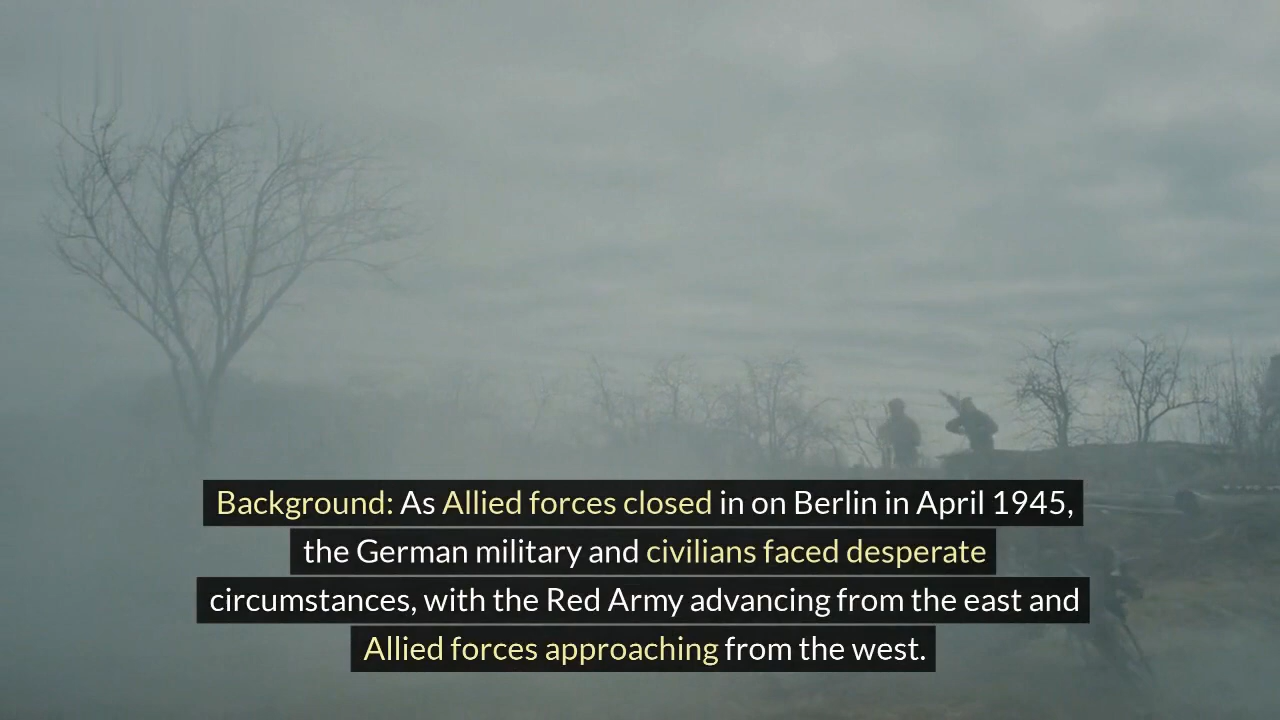 Background: As Allied forces closed in on Berlin in April 1945,
the German military and civilians faced desperate
circumstances, with the Red Army advancing from the east and
Allied forces approaching from the west.